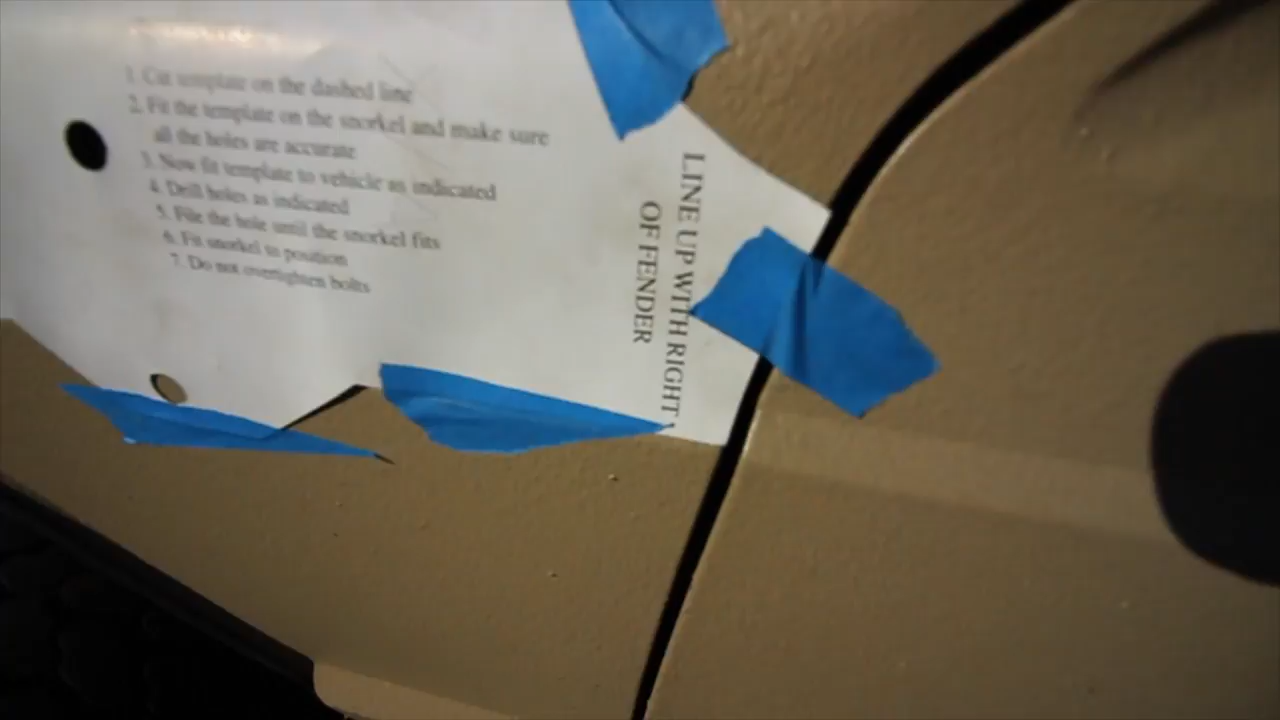 1. Cut template on the dashed line
2. Fit the template on the snorkel and make sure
all the holes are accurate
3. Now fit template to vehicle as indicated
4. Drill holes as indicated
5. File the hole until the snorkel fits
6. Fit snorkel to position
7. Do not overtighten bolts
LINE UP WITH RIGHT
OF FENDER